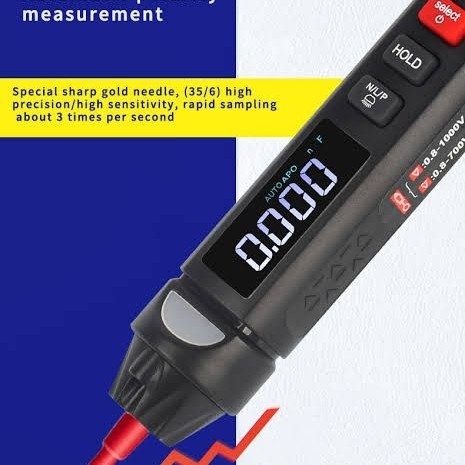 measurement
Special sharp gold needle, (35/6) high
precision/high sensitivity, rapid sampling
about 3 times per second
select
HOLD
N/L/P
AUTO APO
n F
0.000
:0.8~1000V
:0.8~700V